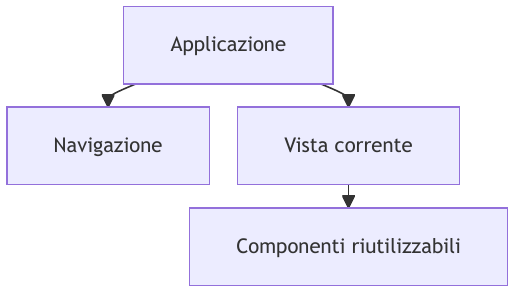 Applicazione
Navigazione
Vista corrente
Componenti riutilizzabili